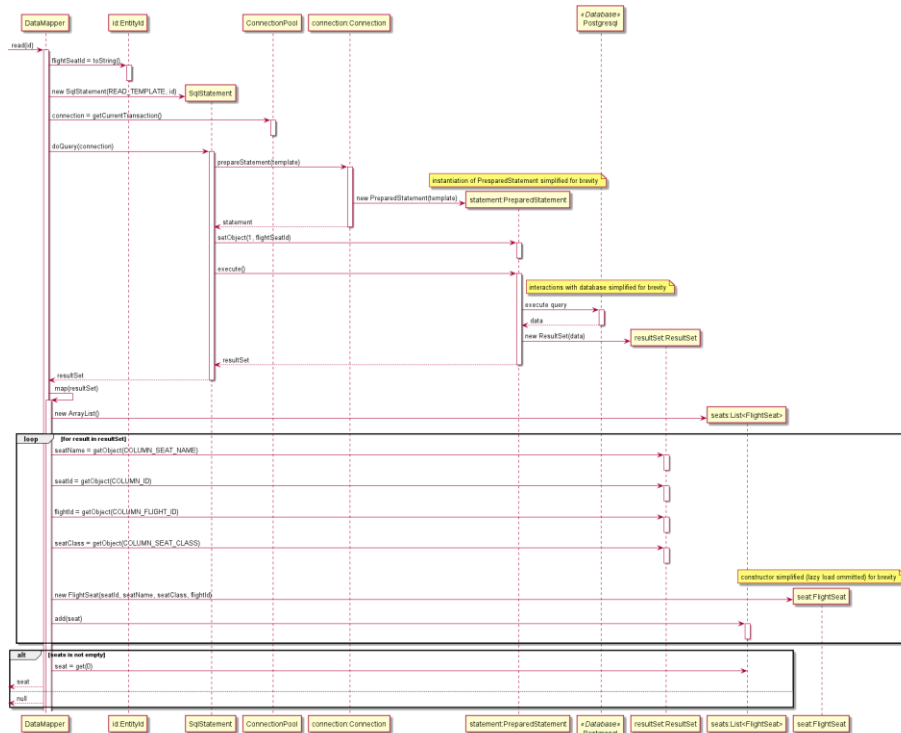 DataMapper
id:EntityId
ConnectionPool
connection:Connection
«Database»
Postgresql
read(id)
flightSeatId = toString()
new SqlStatement(READ_TEMPLATE, id)
SqlStatement
connection = getCurrentTransaction()
doQuery(connection)
prepareStatement(template)
instantiation of PresparedStatement simplified for brevity
new PreparedStatement(template)
statement:PreparedStatement
statement
setObject(1, flightSeatId)
execute()
interactions with database simplified for brevity
execute query
data
new ResultSet(data)
resultSet:ResultSet
resultSet
resultSet
map(resultSet)
new ArrayList()
seats:List<FlightSeat>
loop [for result in resultSet]
seatName = getObject(COLUMN_SEAT_NAME)
seatId = getObject(COLUMN_ID)
flightId = getObject(COLUMN_FLIGHT_ID)
seatClass = getObject(COLUMN_SEAT_CLASS)
constructor simplified (lazy load ommitted) for brevity
new FlightSeat(seatId, seatName, seatClass, flightId)
seat:FlightSeat
add(seat)
alt [seats is not empty]
seat = get(0)
seat
null
DataMapper
id:EntityId
SqlStatement
ConnectionPool
connection:Connection
statement:PreparedStatement
«Database»
resultSet:ResultSet
seats:List<FlightSeat>
seat:FlightSeat